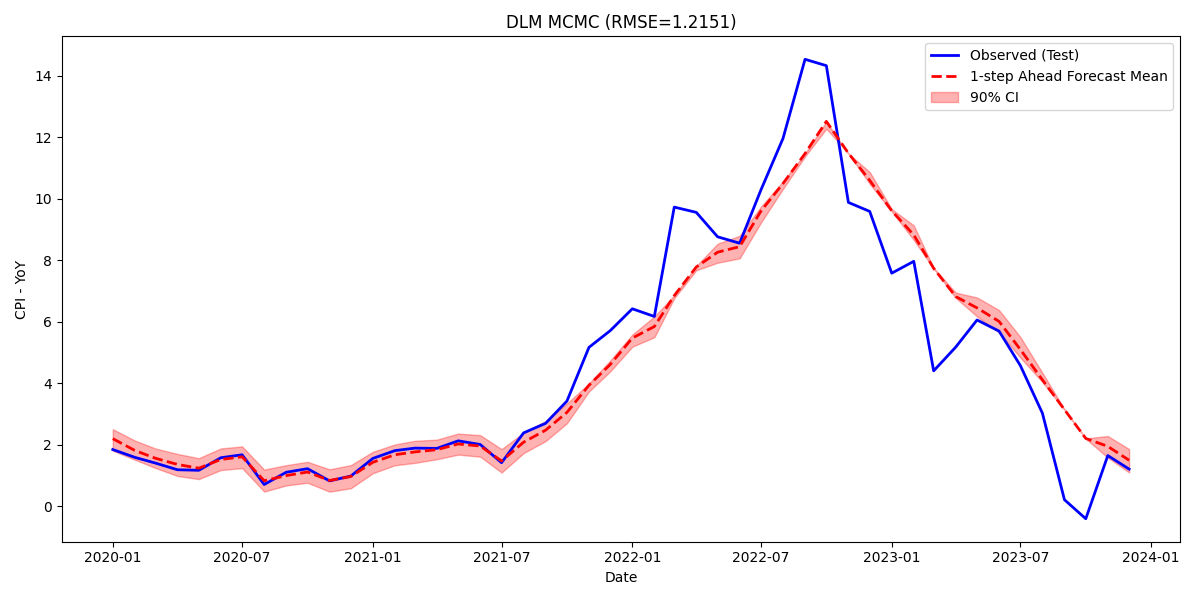 DLM MCMC (RMSE=1.2151)
Observed (Test)
1-step Ahead Forecast Mean
90% CI
CPI - YoY
14
12
10
8
6
4
2
0
2020-01
2020-07
2021-01
2021-07
2022-01
2022-07
2023-01
2023-07
2024-01
Date